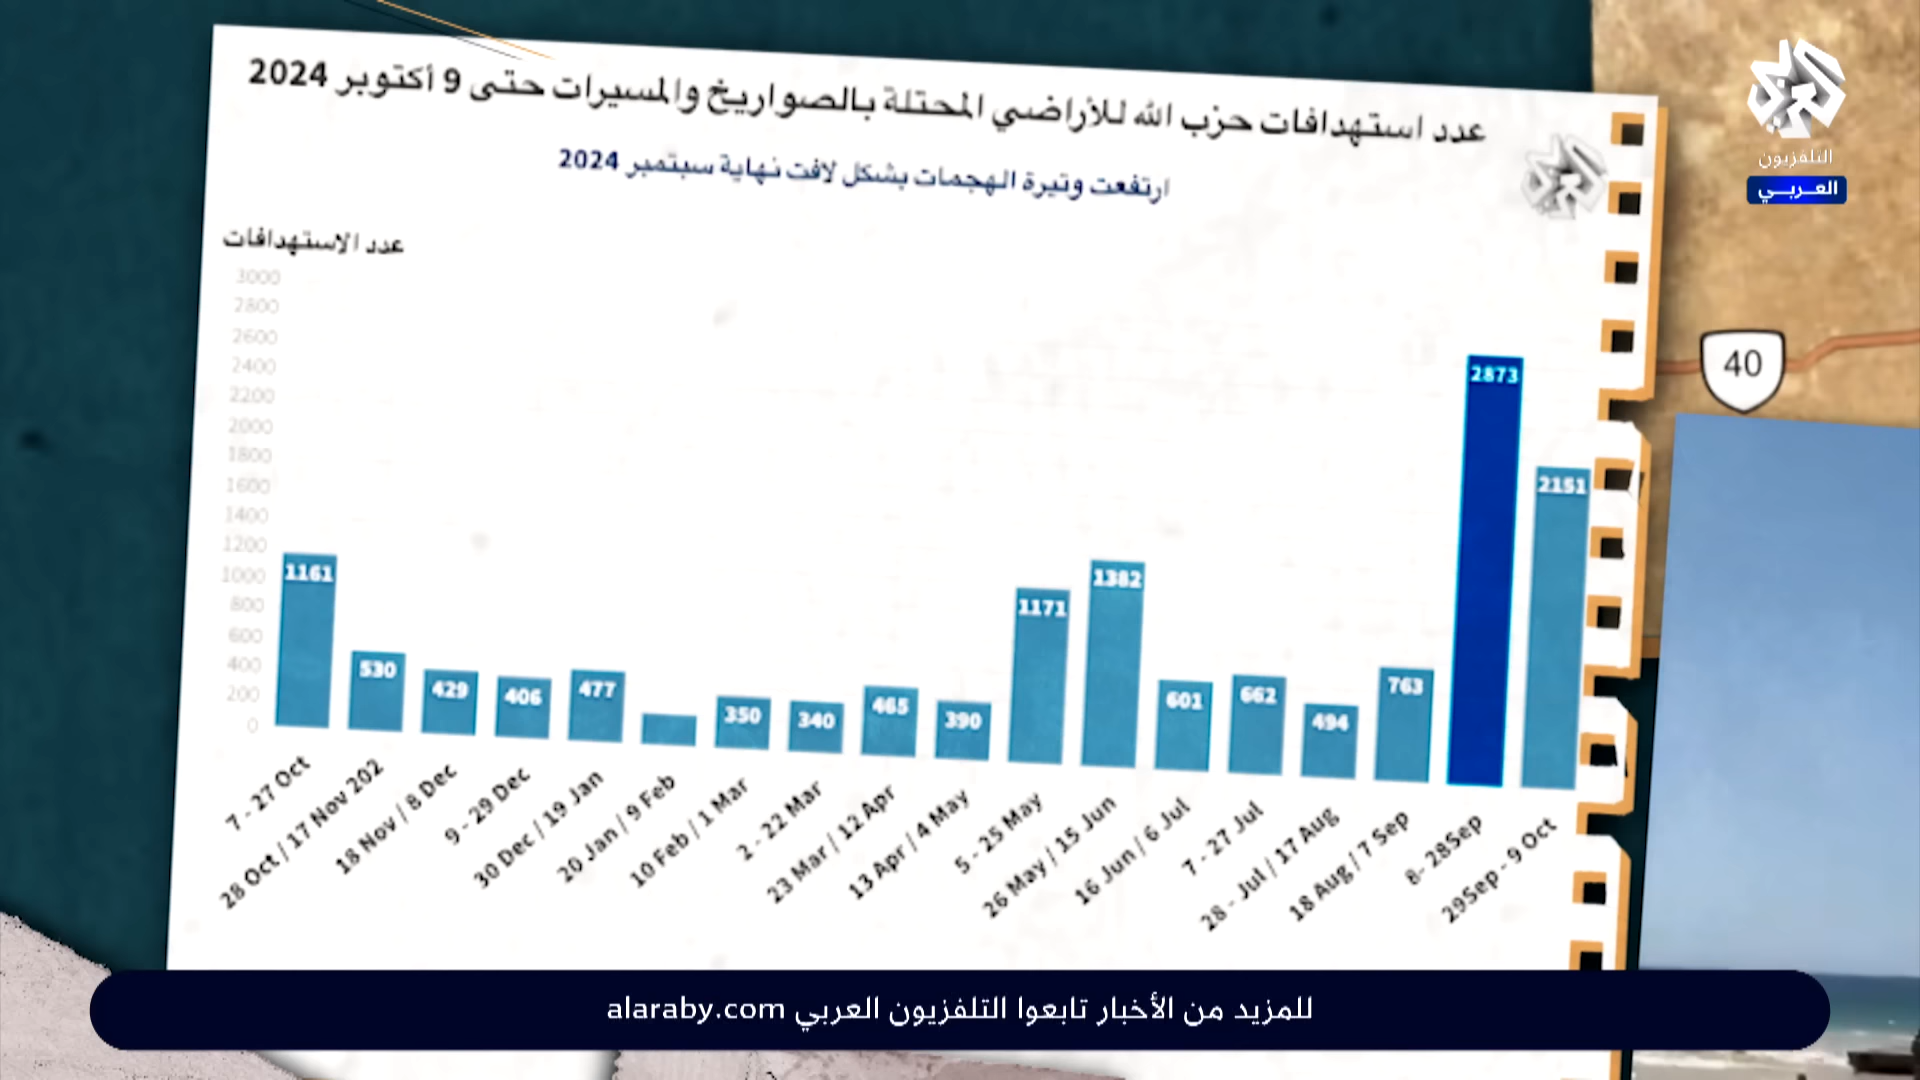 عدد استهدافات حزب الله للأراضي المحتلة بالصواريخ والمسيرات حتى 9 أكتوبر 2024
ارتفعت وتيرة الهجمات بشكل لافت نهاية سبتمبر 2024
التلفزيون
العربي
عدد الاستهدافات
3000
2800
2600
2400
2200
2000
1800
1600
1400
1200
1000
800
600
400
200
0
40
1161
530
429
406
477
350
340
465
390
1171
1382
601
662
494
763
2873
2151
7 - 27 Oct
28 Oct / 17 Nov 202
18 Nov / 8 Dec
9 - 29 Dec
30 Dec / 19 Jan
20 Jan / 9 Feb
10 Feb / 1 Mar
2 - 22 Mar
23 Mar / 12 Apr
13 Apr / 4 May
5 - 25 May
26 May / 15 Jun
16 Jun / 6 Jul
7 - 27 Jul
28 - Jul / 17 Aug
18 Aug / 7 Sep
8- 28Sep
29Sep - 9 Oct
للمزيد من الأخبار تابعوا التلفزيون العربي alaraby.com